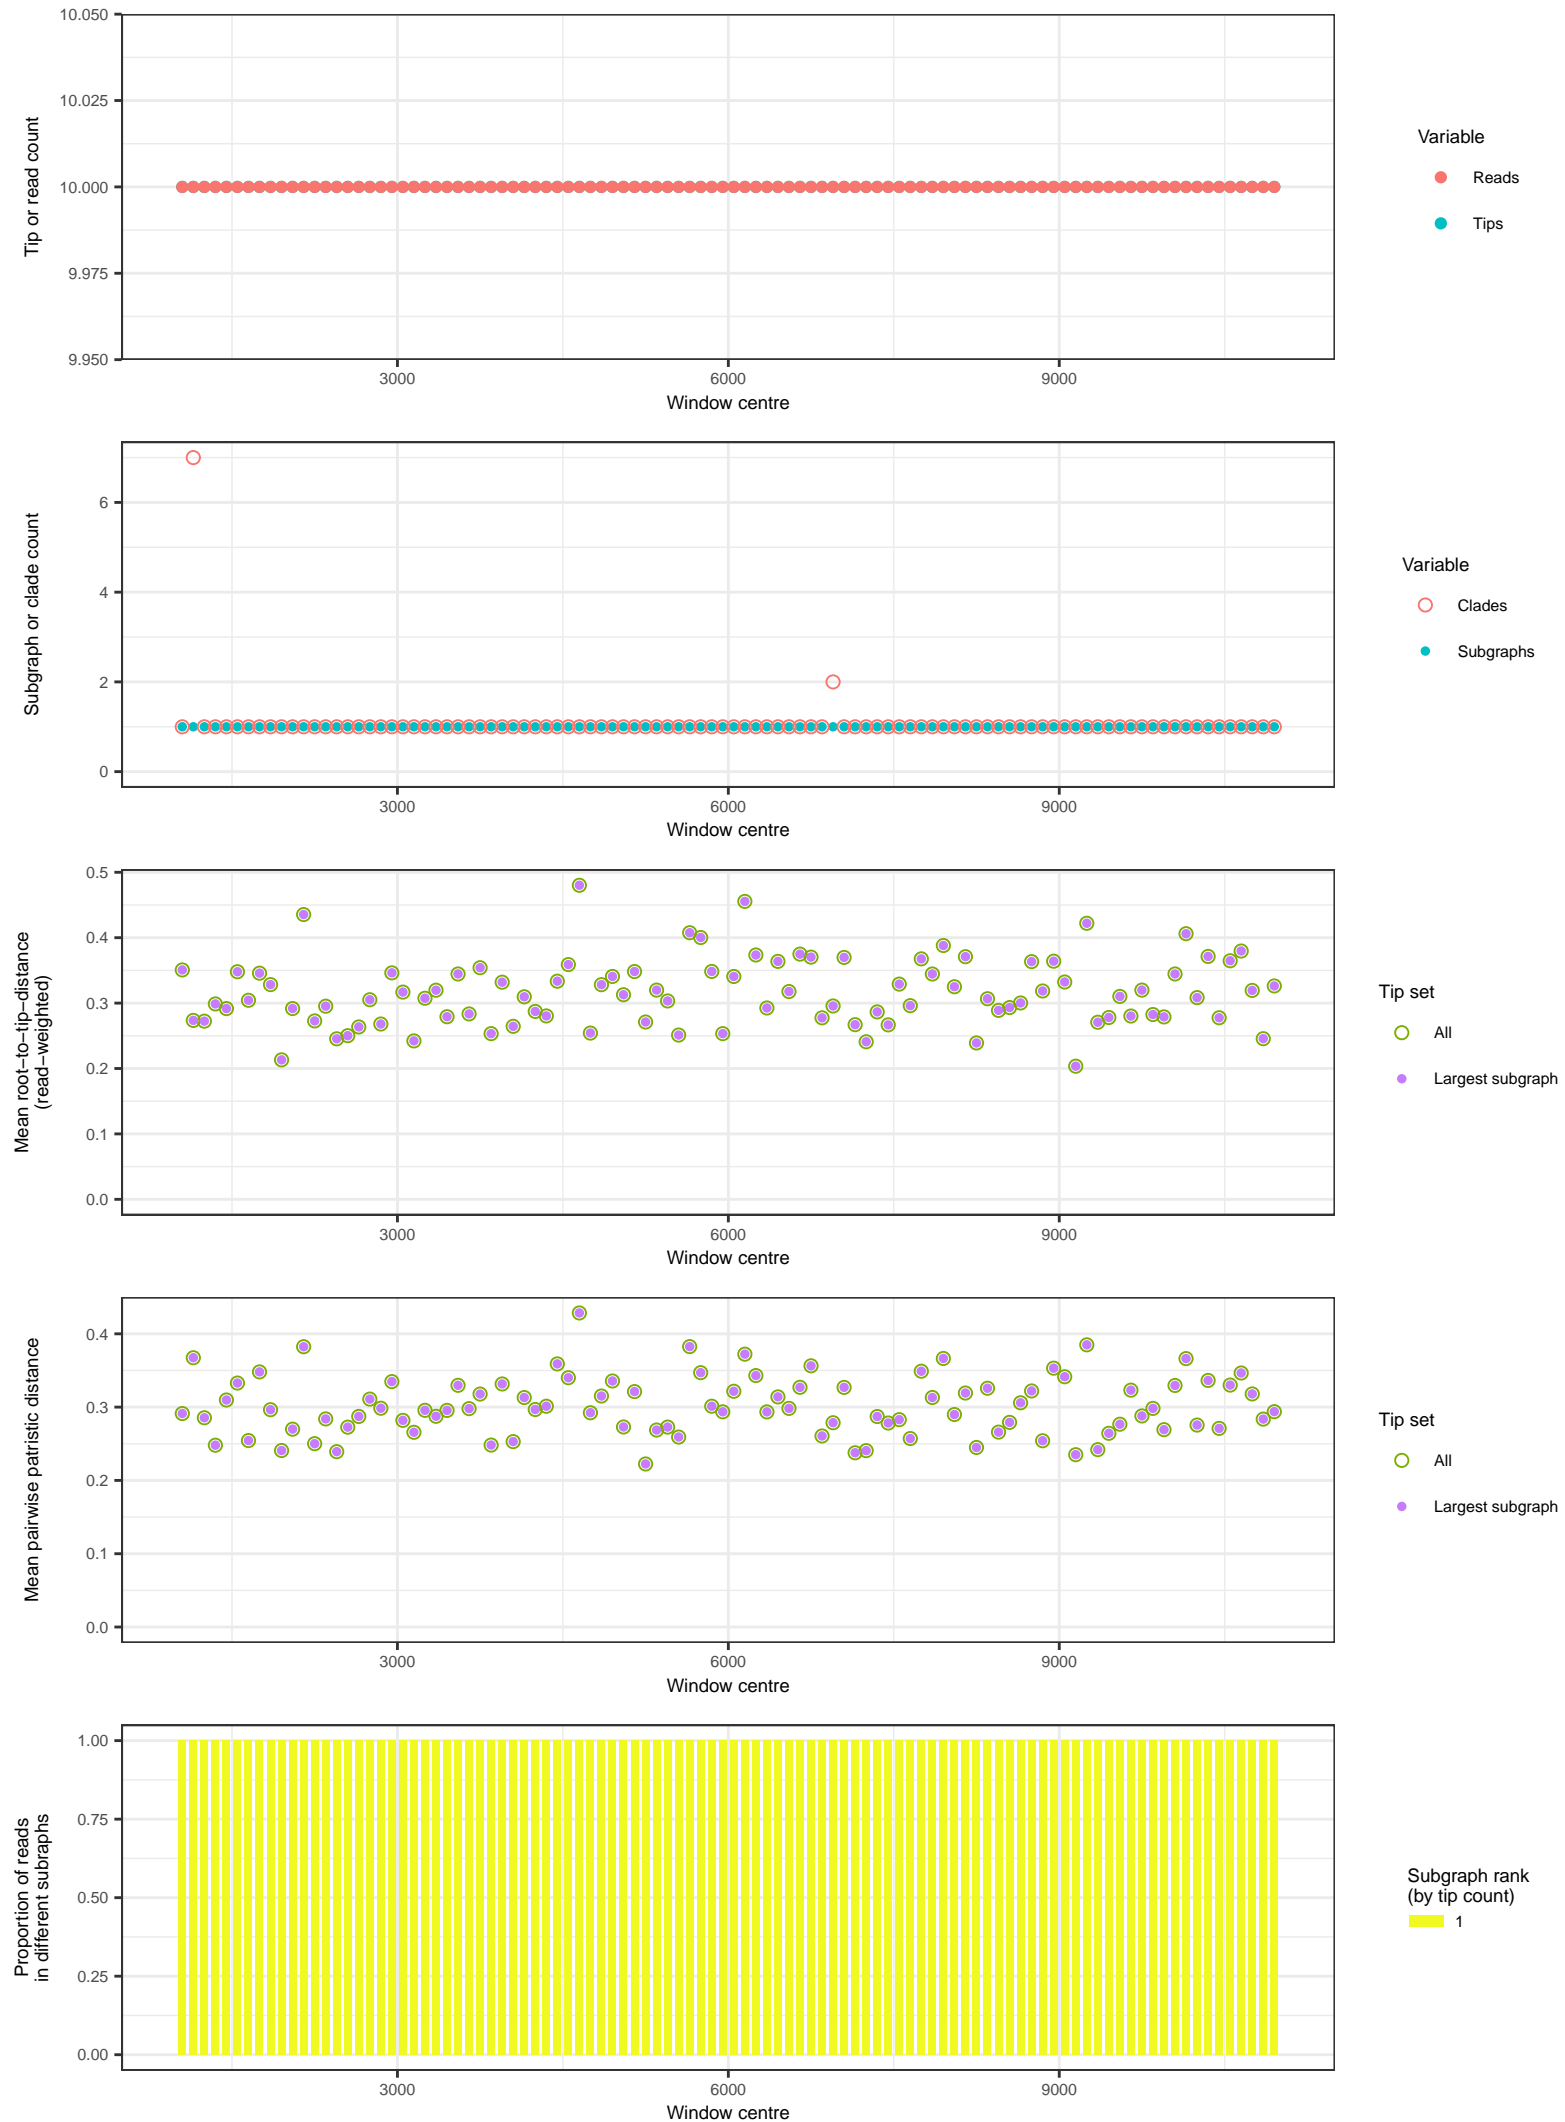 10.050
10.025
10.000
9.975
9.950
Tip or read count
3000
6000
9000
Window centre
Variable
Reads
Tips
6
4
2
0
Subgraph or clade count
3000
6000
9000
Window centre
Variable
Clades
Subgraphs
0.5
0.4
0.3
0.2
0.1
0.0
Mean root−to−tip−distance
(read−weighted)
3000
6000
9000
Window centre
Tip set
All
Largest subgraph
0.4
0.3
0.2
0.1
0.0
Mean pairwise patristic distance
3000
6000
9000
Window centre
Tip set
All
Largest subgraph
1.00
0.75
0.50
0.25
0.00
Proportion of reads
in different subraphs
3000
6000
9000
Window centre
Subgraph rank
(by tip count)
1